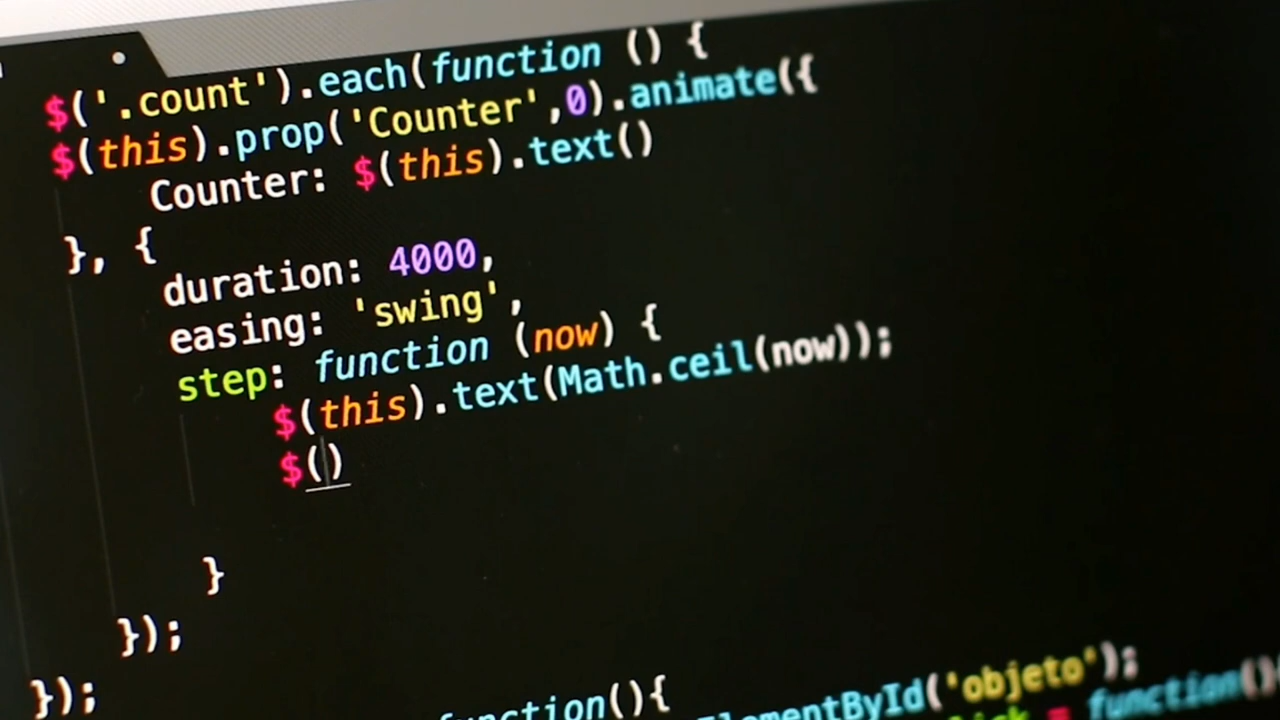 $('.count').each(function () {
$(this).prop('Counter',0).animate({
Counter: $(this).text()
}, {
duration: 4000,
easing: 'swing',
step: function (now) {
$(this).text(Math.ceil(now));
$()
}
});
});
function(){
ElementById('objeto');
= function()